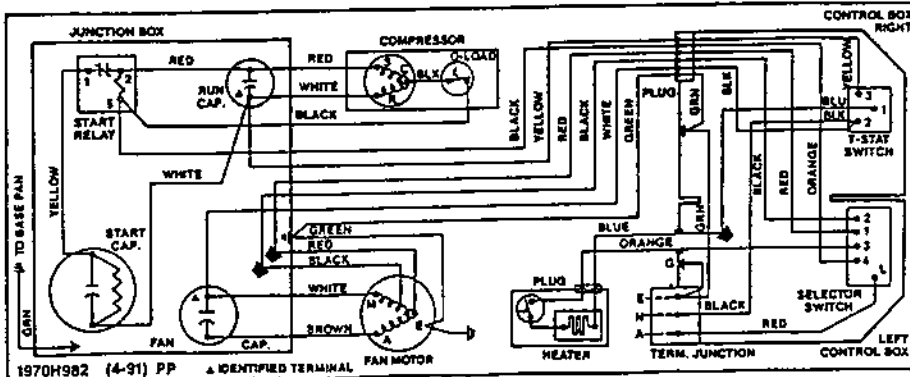 JUNCTION BOX
COMPRESSOR
CONTROL BOX
RIGHT
RED
RED
O-LOAD
S
C
R
BLK
L
1
2
5
RUN
CAP.
WHITE
BLACK
START
RELAY
PLUG
GRN
BLK
YELLOW
BLU
BLK
3
1
2
T-STAT
SWITCH
BLACK
YELLOW
RED
BLACK
WHITE
GREEN
BLACK
RED
ORANGE
TO BASE PAN
YELLOW
WHITE
START
CAP.
GREEN
RED
BLACK
BLUE
ORANGE
GRN
2
1
3
4
L
SELECTOR
SWITCH
PLUG
G
WHITE
BROWN
M
A
E
E
N
A
BLACK
RED
GRN
FAN
CAP.
FAN MOTOR
HEATER
TERM. JUNCTION
LEFT
CONTROL BOX
1970H982 (4-91) PP
▲ IDENTIFIED TERMINAL